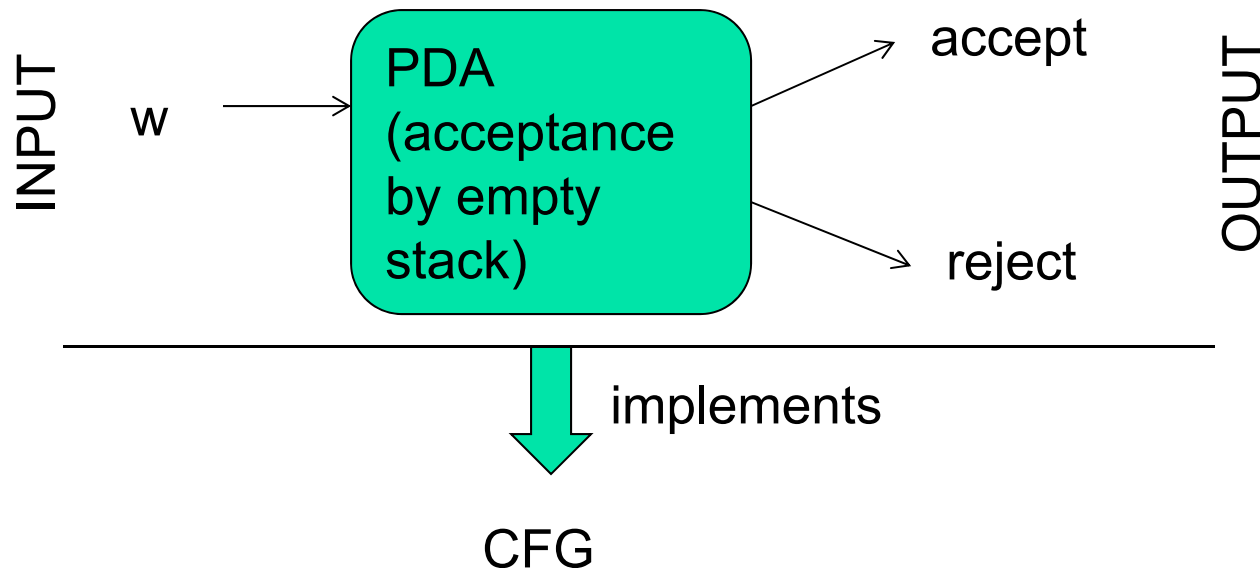 INPUT
w
PDA
(acceptance
by empty
stack)
accept
reject
OUTPUT
implements
CFG